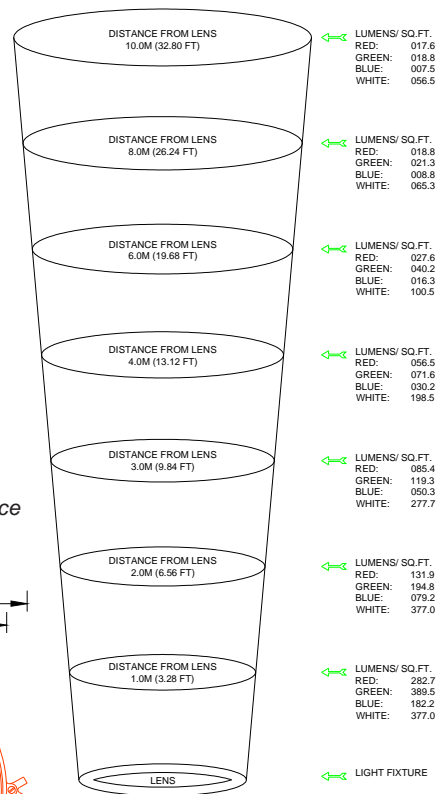 DISTANCE FROM LENS
10.0M (32.80 FT)
LUMENS/ SQ.FT.
RED: 017.6
GREEN: 018.8
BLUE: 007.5
WHITE: 056.5
DISTANCE FROM LENS
8.0M (26.24 FT)
LUMENS/ SQ.FT.
RED: 018.8
GREEN: 021.3
BLUE: 008.8
WHITE: 065.3
DISTANCE FROM LENS
6.0M (19.68 FT)
LUMENS/ SQ.FT.
RED: 027.6
GREEN: 040.2
BLUE: 016.3
WHITE: 100.5
DISTANCE FROM LENS
4.0M (13.12 FT)
LUMENS/ SQ.FT.
RED: 056.5
GREEN: 071.6
BLUE: 030.2
WHITE: 198.5
DISTANCE FROM LENS
3.0M (9.84 FT)
LUMENS/ SQ.FT.
RED: 085.4
GREEN: 119.3
BLUE: 050.3
WHITE: 277.7
ce
DISTANCE FROM LENS
2.0M (6.56 FT)
LUMENS/ SQ.FT.
RED: 131.9
GREEN: 194.8
BLUE: 079.2
WHITE: 377.0
DISTANCE FROM LENS
1.0M (3.28 FT)
LUMENS/ SQ.FT.
RED: 282.7
GREEN: 389.5
BLUE: 182.2
WHITE: 377.0
LENS
LIGHT FIXTURE